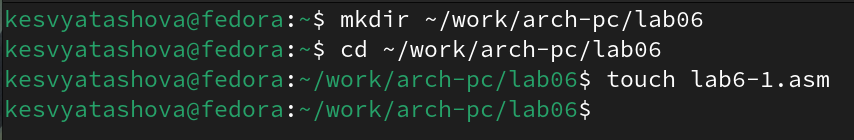 kesvyatashova@fedora:~$ mkdir ~/work/arch-pc/lab06
kesvyatashova@fedora:~$ cd ~/work/arch-pc/lab06
kesvyatashova@fedora:~/work/arch-pc/lab06$ touch lab6-1.asm
kesvyatashova@fedora:~/work/arch-pc/lab06$